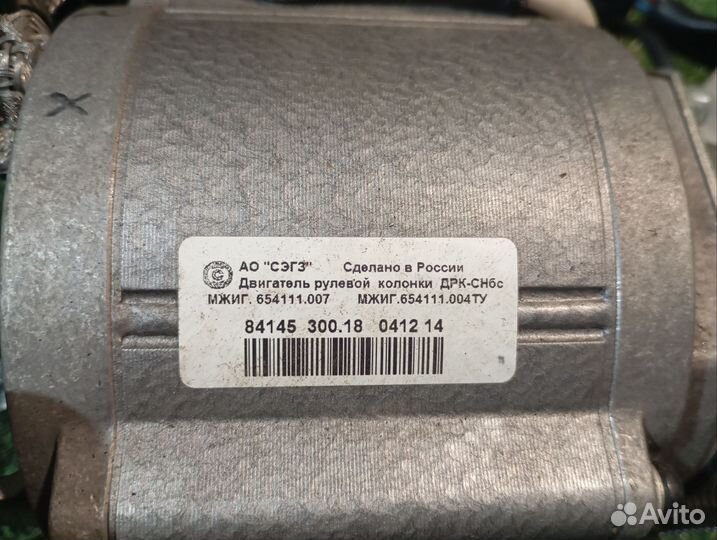 АО "СЭГЗ" Сделано в России
Двигатель рулевой колонки ДРК-СНбс
МЖИГ. 654111.007 МЖИГ.654111.004ТУ
84145 300.18 0412 14
X
Avito